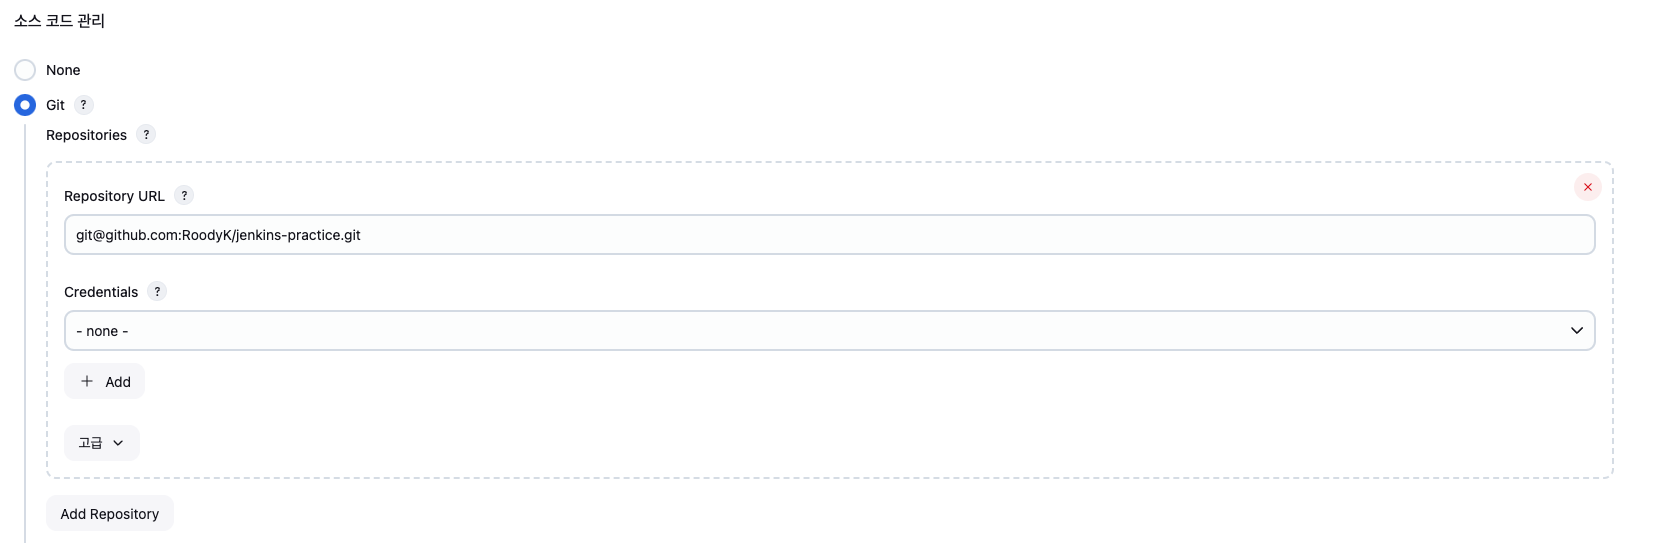 소스 코드 관리
None
Git ?
Repositories ?
Repository URL ?
git@github.com:RoodyK/jenkins-practice.git
Credentials ?
- none -
+ Add
고급
Add Repository